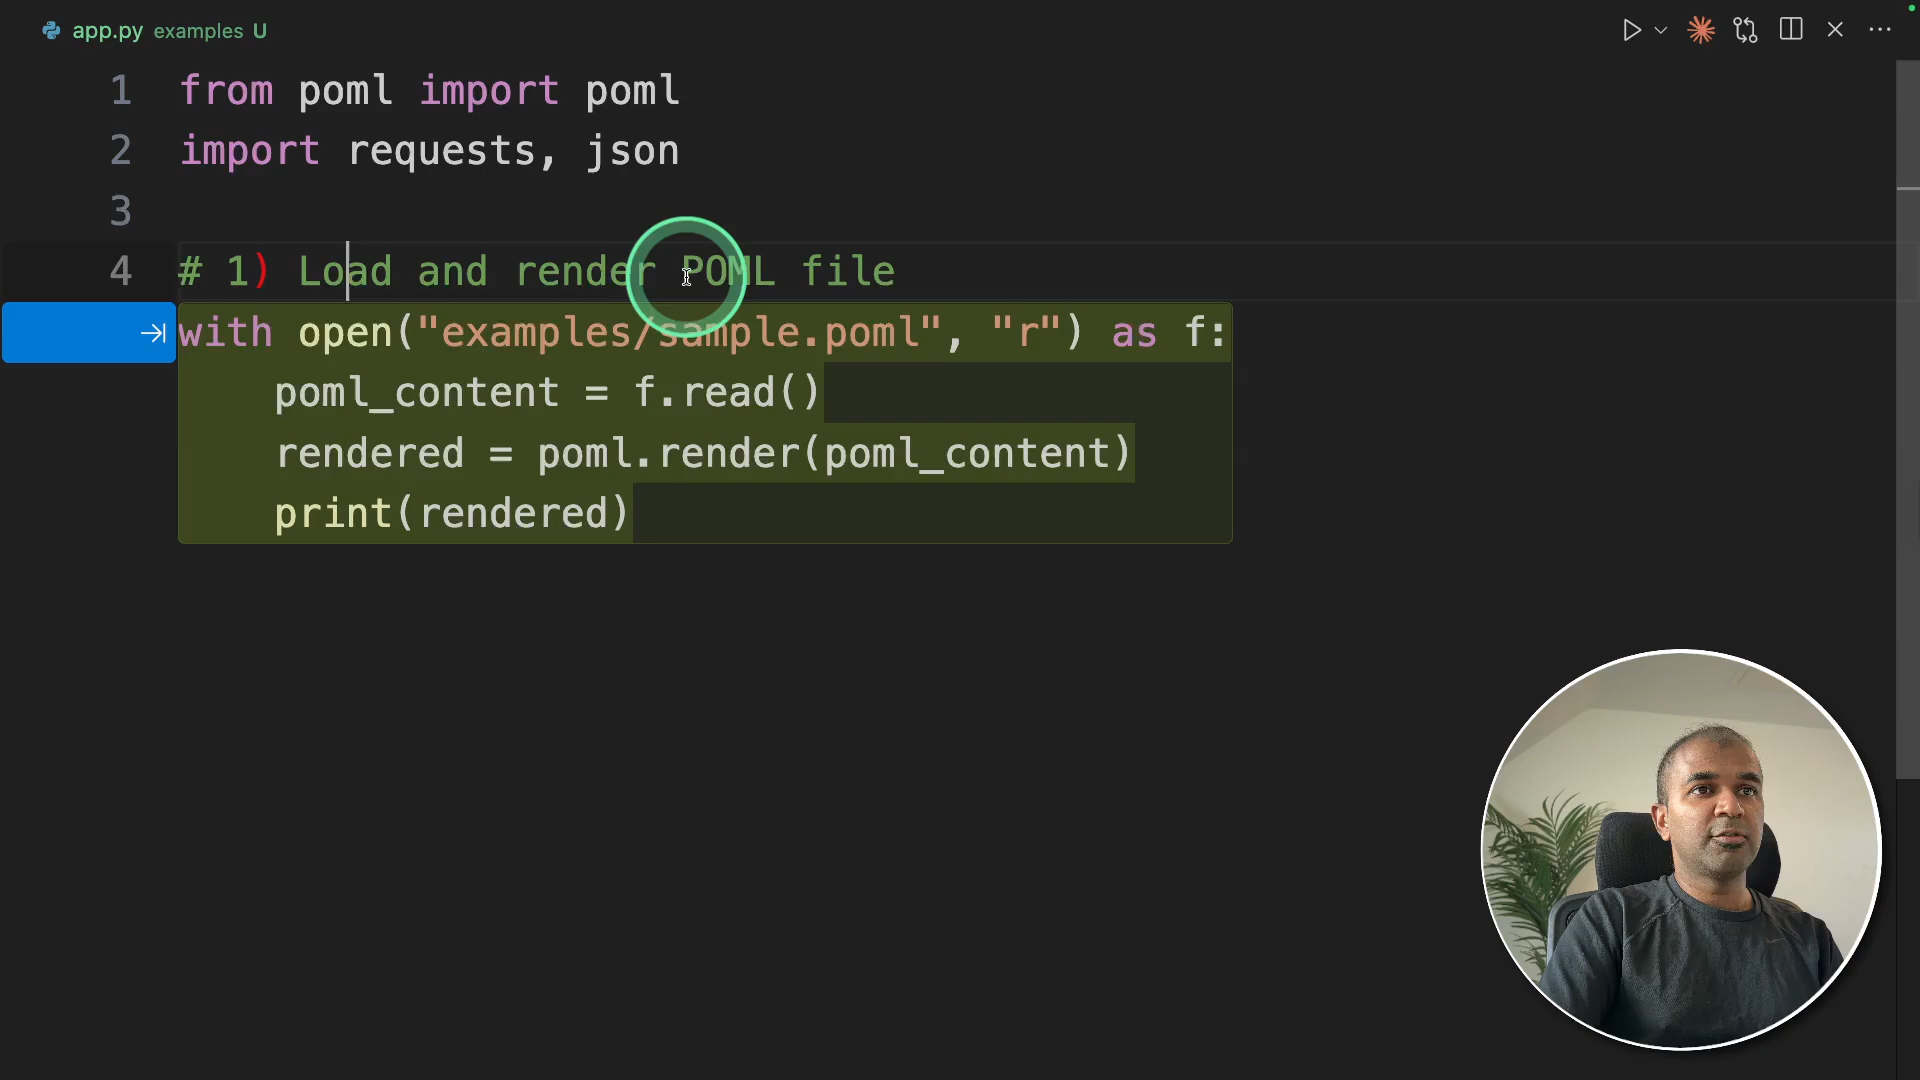 app.py examples U
1 from poml import poml
2 import requests, json
3
4 # 1) Load and render POML file
with open("examples/sample.poml", "r") as f:
    poml_content = f.read()
    rendered = poml.render(poml_content)
    print(rendered)